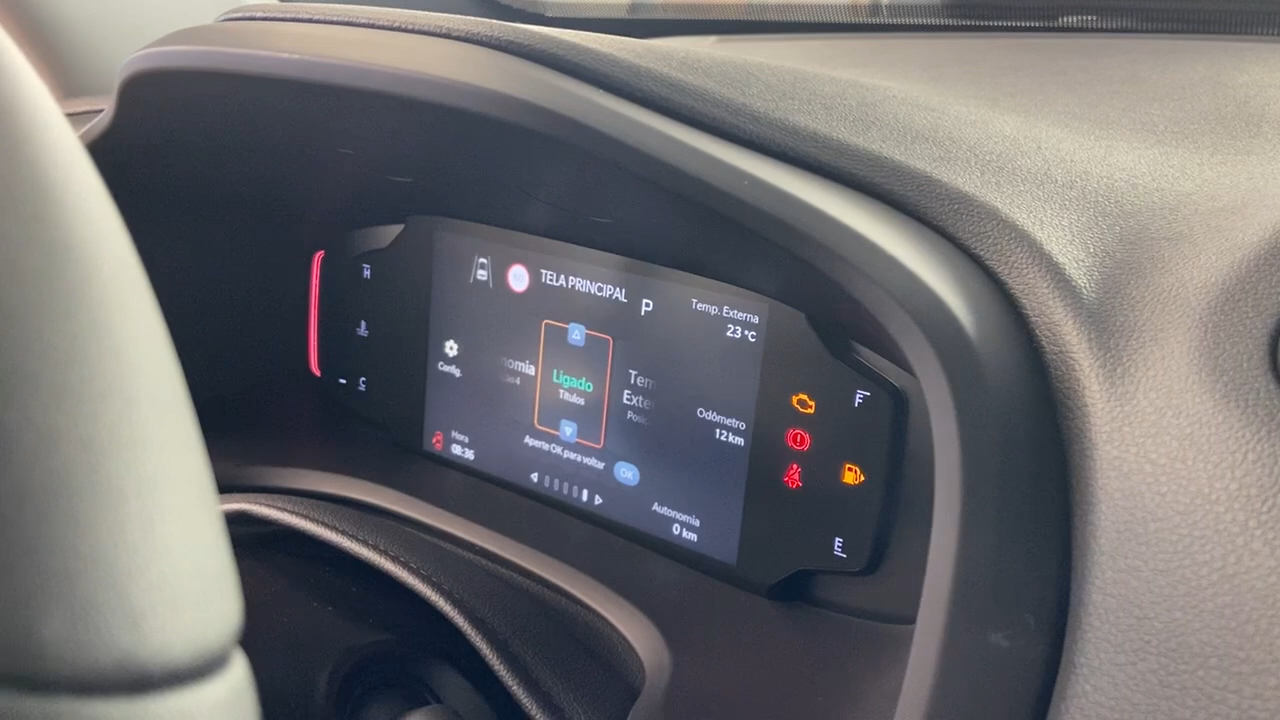 H
TELA PRINCIPAL
P
Temp. Externa
23 °C
Config.
nomia
Ligado
Títulos
Tem
Exte
Posic
Odômetro
12 km
F
C
Hora
08:36
Aperte OK para voltar
OK
Autonomia
0 km
E